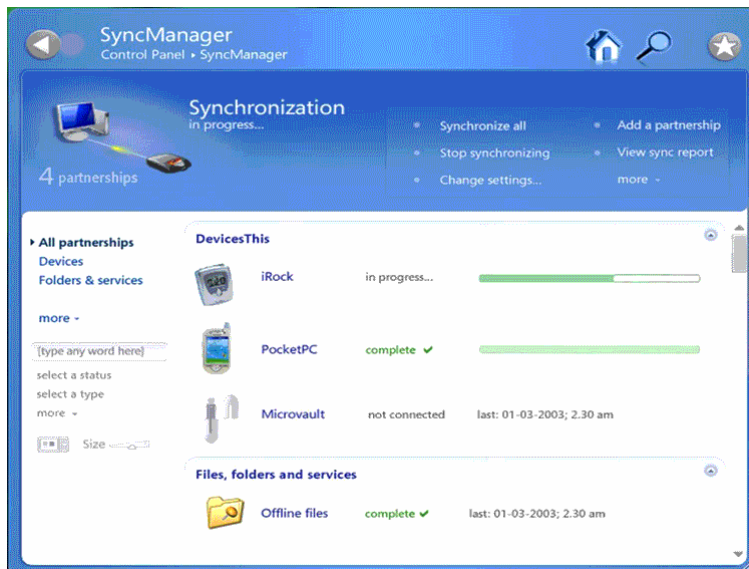 SyncManager
Control Panel • SyncManager
Synchronization
in progress...
4 partnerships
Synchronize all
Stop synchronizing
Change settings...
Add a partnership
View sync report
more
All partnerships
Devices
Folders & services
more
(type any word here)
select a status
select a type
more
Size
DevicesThis
iRock in progress...
PocketPC complete
Microvault not connected last: 01-03-2003; 2.30 am
Files, folders and services
Offline files complete last: 01-03-2003; 2.30 am